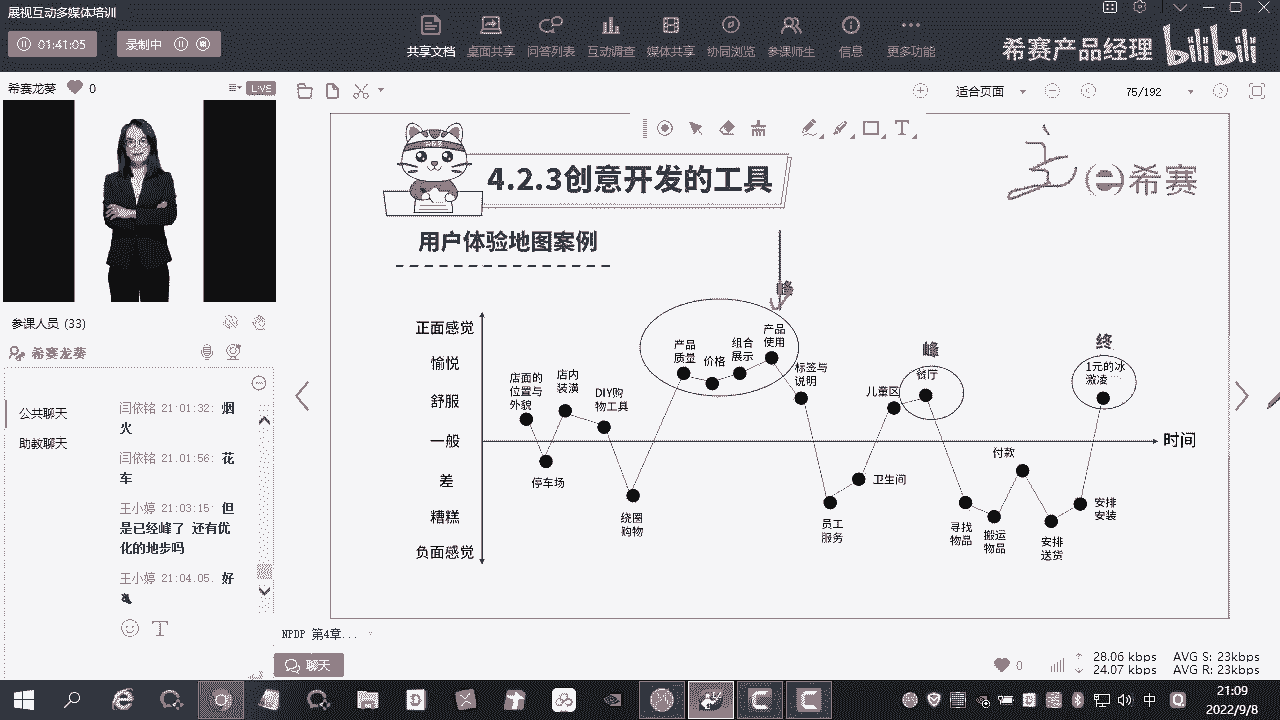 展视互动多媒体培训
01:41:05
录制中
共享文档
桌面共享
问答列表
互动调查
媒体共享
协同浏览
参课师生
信息
更多功能
希赛产品经理 bilibili
希赛龙葵
0
LIVE
适合页面
75/192
参课人员 (33)
希赛龙葵
公共聊天
助教聊天
闫依铭 21:01:32: 烟
火
闫依铭 21:01:56: 花
车
王小婷 21:03:15: 但
是已经峰了 还有优
化的地步吗
王小婷 21:04:05: 好
4.2.3创意开发的工具
希赛
用户体验地图案例
正面感觉
愉悦
舒服
一般
差
糟糕
负面感觉
时间
店面的
位置与
外貌
停车场
店内
装潢
DIY购
物工具
绕圈
购物
产品
质量
价格
组合
展示
产品
使用
峰
标签与
说明
员工
服务
卫生间
儿童区
峰
餐厅
寻找
物品
搬运
物品
付款
安排
送货
安排
安装
终
1元的冰
激凌
NPDP 第4章...
聊天
0
28.06 kbps AVG S: 23kbps
24.07 kbps AVG R: 23kbps
中
21:09
2022/9/8